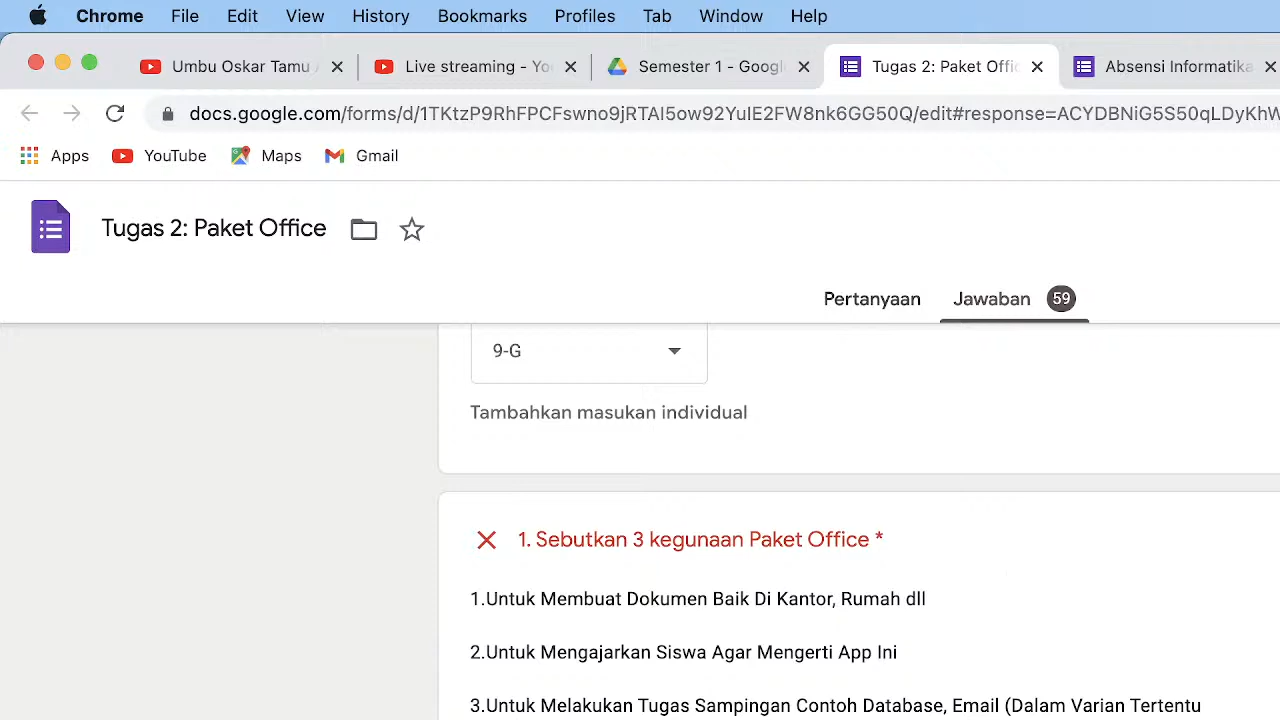 Chrome File Edit View History Bookmarks Profiles Tab Window Help
Umbu Oskar Tamu Live streaming - Semester 1 - Googl Tugas 2: Paket Offic Absensi Informatika
docs.google.com/forms/d/1TKtzP9RhFPCFswno9jRTAI5ow92YuIE2FW8nk6GG50Q/edit#response=ACYDBNiG5S50qLDyKhW
Apps YouTube Maps Gmail
Tugas 2: Paket Office
Pertanyaan Jawaban 59
9-G
Tambahkan masukan individual
1. Sebutkan 3 kegunaan Paket Office *
1.Untuk Membuat Dokumen Baik Di Kantor, Rumah dll
2.Untuk Mengajarkan Siswa Agar Mengerti App Ini
3.Untuk Melakukan Tugas Sampingan Contoh Database, Email (Dalam Varian Tertentu